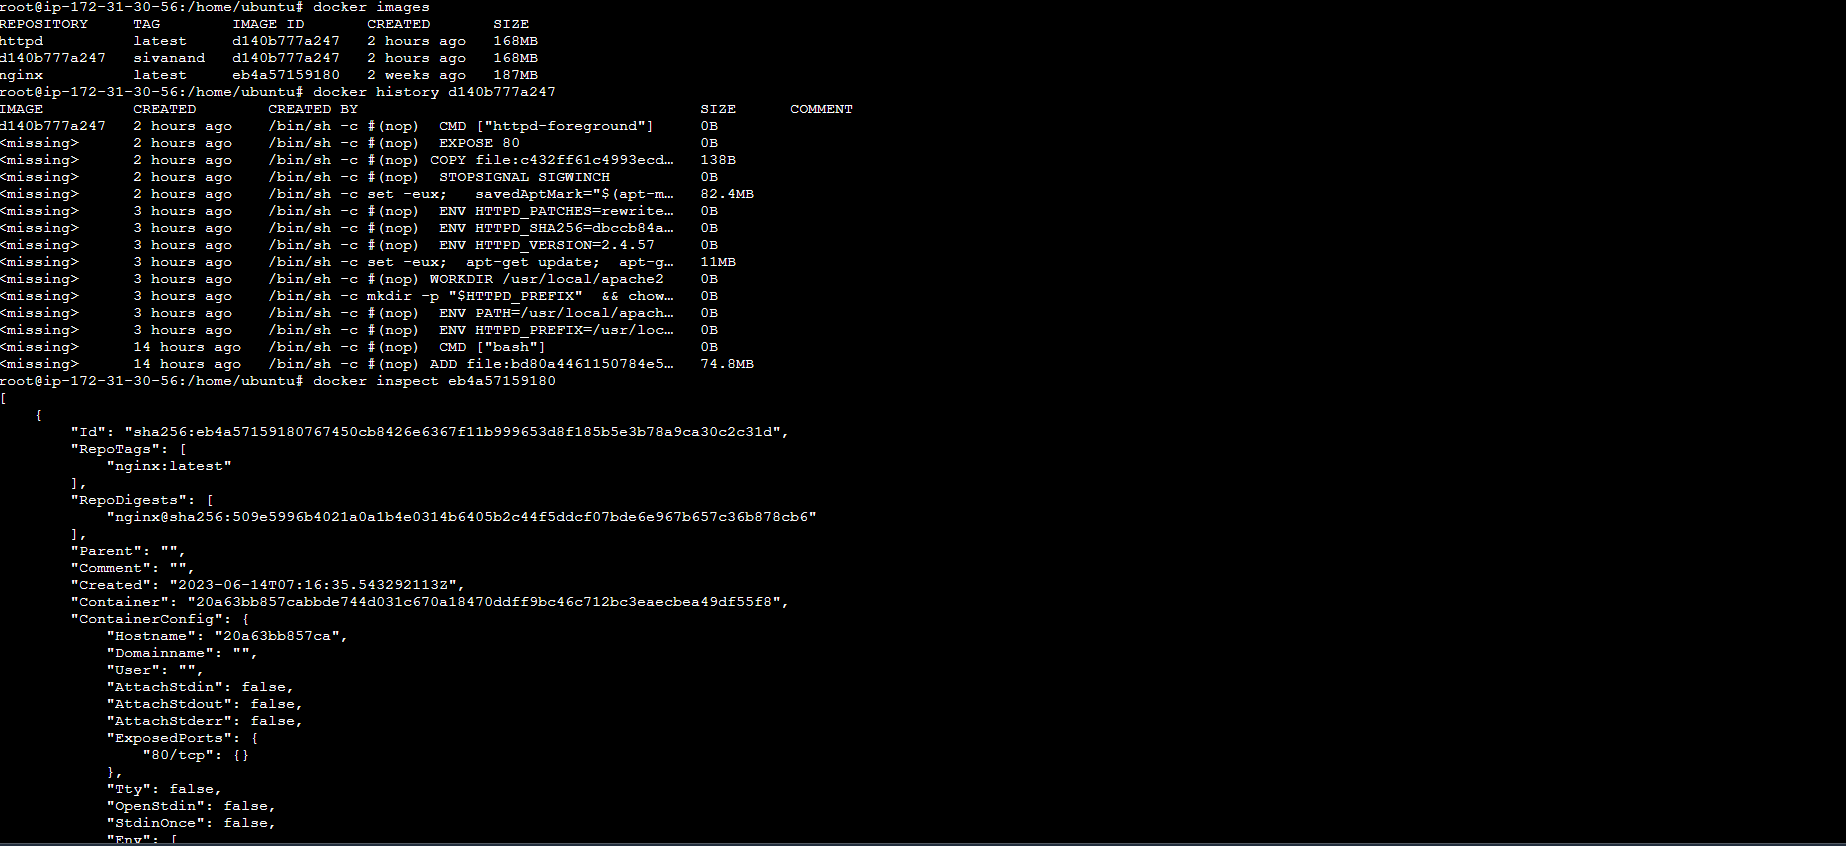 root@ip-172-31-30-56:/home/ubuntu# docker images
REPOSITORY     TAG        IMAGE ID       CREATED        SIZE
httpd          latest     d140b777a247   2 hours ago    168MB
d140b777a247   sivanand   d140b777a247   2 hours ago    168MB
nginx          latest     eb4a57159180   2 weeks ago    187MB
root@ip-172-31-30-56:/home/ubuntu# docker history d140b777a247
IMAGE          CREATED        CREATED BY                                      SIZE      COMMENT
d140b777a247   2 hours ago    /bin/sh -c #(nop)  CMD ["httpd-foreground"]     0B
<missing>      2 hours ago    /bin/sh -c #(nop)  EXPOSE 80                    0B
<missing>      2 hours ago    /bin/sh -c #(nop) COPY file:c432ff61c4993ecd…   138B
<missing>      2 hours ago    /bin/sh -c #(nop)  STOPSIGNAL SIGWINCH          0B
<missing>      2 hours ago    /bin/sh -c set -eux;   savedAptMark="$(apt-m…   82.4MB
<missing>      3 hours ago    /bin/sh -c #(nop)  ENV HTTPD_PATCHES=rewrite…   0B
<missing>      3 hours ago    /bin/sh -c #(nop)  ENV HTTPD_SHA256=dbccb84a…   0B
<missing>      3 hours ago    /bin/sh -c #(nop)  ENV HTTPD_VERSION=2.4.57     0B
<missing>      3 hours ago    /bin/sh -c set -eux;  apt-get update;  apt-g…   11MB
<missing>      3 hours ago    /bin/sh -c #(nop) WORKDIR /usr/local/apache2    0B
<missing>      3 hours ago    /bin/sh -c mkdir -p "$HTTPD_PREFIX"  && chow…   0B
<missing>      3 hours ago    /bin/sh -c #(nop)  ENV PATH=/usr/local/apach…   0B
<missing>      3 hours ago    /bin/sh -c #(nop)  ENV HTTPD_PREFIX=/usr/loc…   0B
<missing>      14 hours ago   /bin/sh -c #(nop)  CMD ["bash"]                 0B
<missing>      14 hours ago   /bin/sh -c #(nop) ADD file:bd80a4461150784e5…   74.8MB
root@ip-172-31-30-56:/home/ubuntu# docker inspect eb4a57159180
[
    {
        "Id": "sha256:eb4a57159180767450cb8426e6367f11b999653d8f185b5e3b78a9ca30c2c31d",
        "RepoTags": [
            "nginx:latest"
        ],
        "RepoDigests": [
            "nginx@sha256:509e5996b4021a0a1b4e0314b6405b2c44f5ddcf07bde6e967b657c36b878cb6"
        ],
        "Parent": "",
        "Comment": "",
        "Created": "2023-06-14T07:16:35.543292113Z",
        "Container": "20a63bb857cabbde744d031c670a18470ddff9bc46c712bc3eaecbea49df55f8",
        "ContainerConfig": {
            "Hostname": "20a63bb857ca",
            "Domainname": "",
            "User": "",
            "AttachStdin": false,
            "AttachStdout": false,
            "AttachStderr": false,
            "ExposedPorts": {
                "80/tcp": {}
            },
            "Tty": false,
            "OpenStdin": false,
            "StdinOnce": false,
            "Env": [